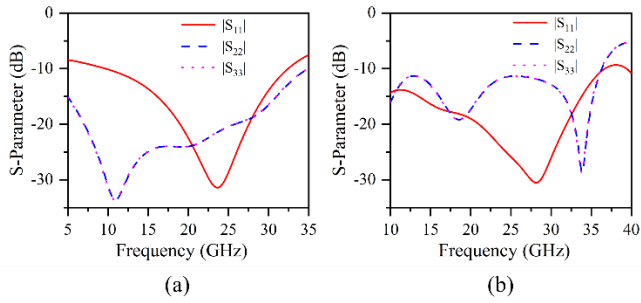 0
-10
-20
-30
S-Parameter (dB)
|S₁₁|
|S₂₂|
|S₃₃|
5 10 15 20 25 30 35
Frequency (GHz)
(a)
0
-10
-20
-30
S-Parameter (dB)
|S₁₁|
|S₂₂|
|S₃₃|
10 15 20 25 30 35 40
Frequency (GHz)
(b)